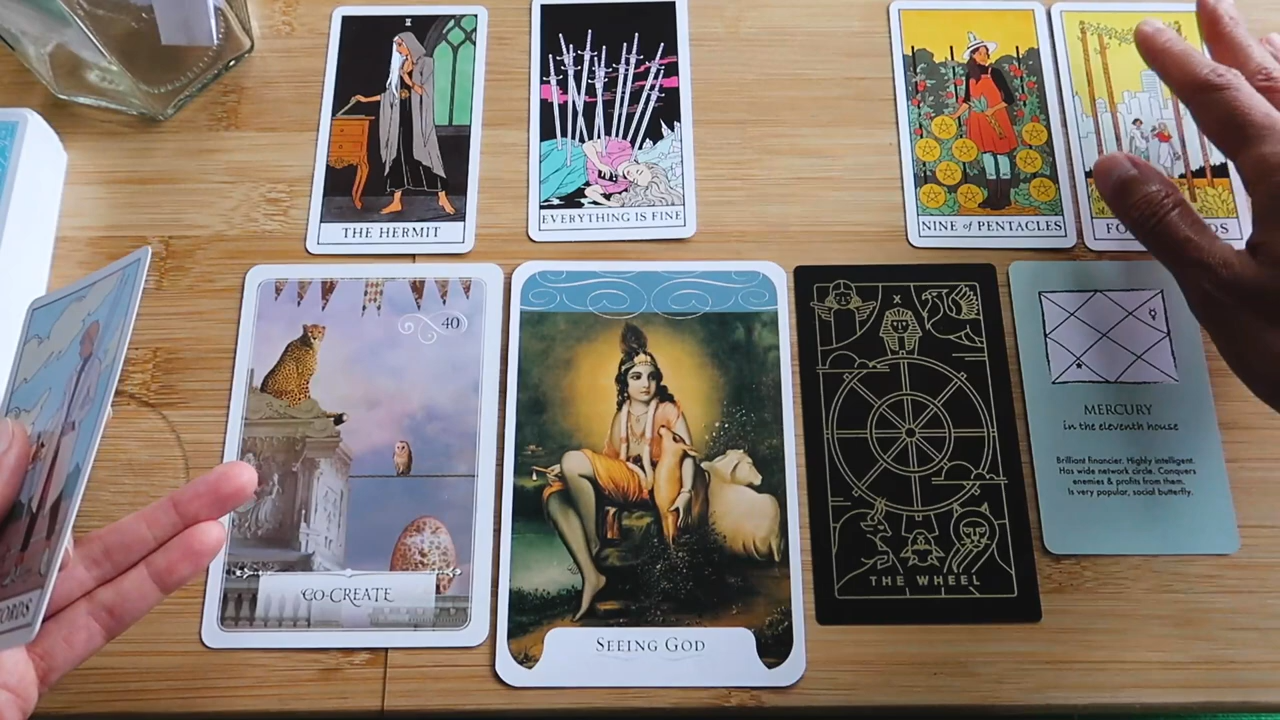 THE HERMIT
EVERYTHING IS FINE
NINE of PENTACLES
40
CO-CREATE
SEEING GOD
X
THE WHEEL
MERCURY
in the eleventh house
Brilliant financier. Highly intelligent.
Has wide network circle. Conquers
enemies & profits from them.
Is very popular, social butterfly.